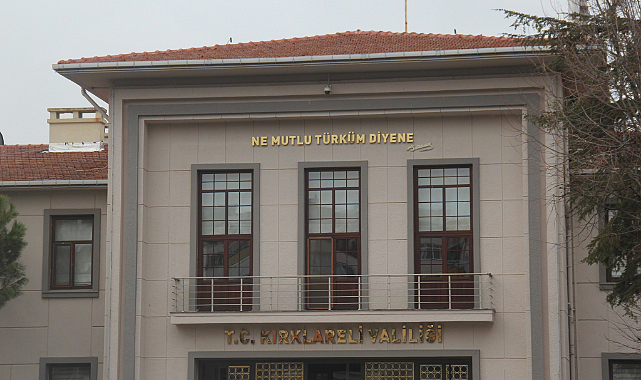 NE MUTLU TÜRKÜM DİYENE
T.C. KIRKLARELİ VALİLİĞİ